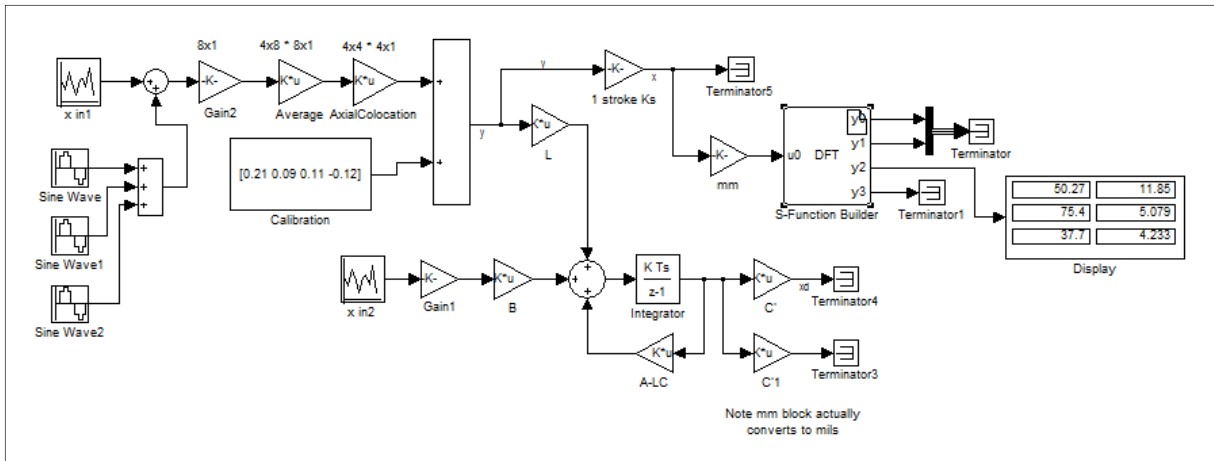 8x1
4x8 * 8x1
4x4 * 4x1
x in1
+
+
-K-
Gain2
K*u
Average
K*u
AxialColocation
+
+
y
y
-K-
1 stroke Ks
x
Terminator5
K*u
L
-K-
mm
u0
DFT
y0
y1
y2
y3
S-Function Builder
Terminator
Terminator1
Sine Wave
Sine Wave1
Sine Wave2
+
+
+
[0.21 0.09 0.11 -0.12]
Calibration
50.27 11.85
75.4 5.079
37.7 4.233
Display
x in2
-K-
Gain1
K*u
B
+
+
+
K Ts
z-1
Integrator
K*u
C'
xd
Terminator4
K*u
A-LC
K*u
C'1
Terminator3
Note mm block actually
converts to mils